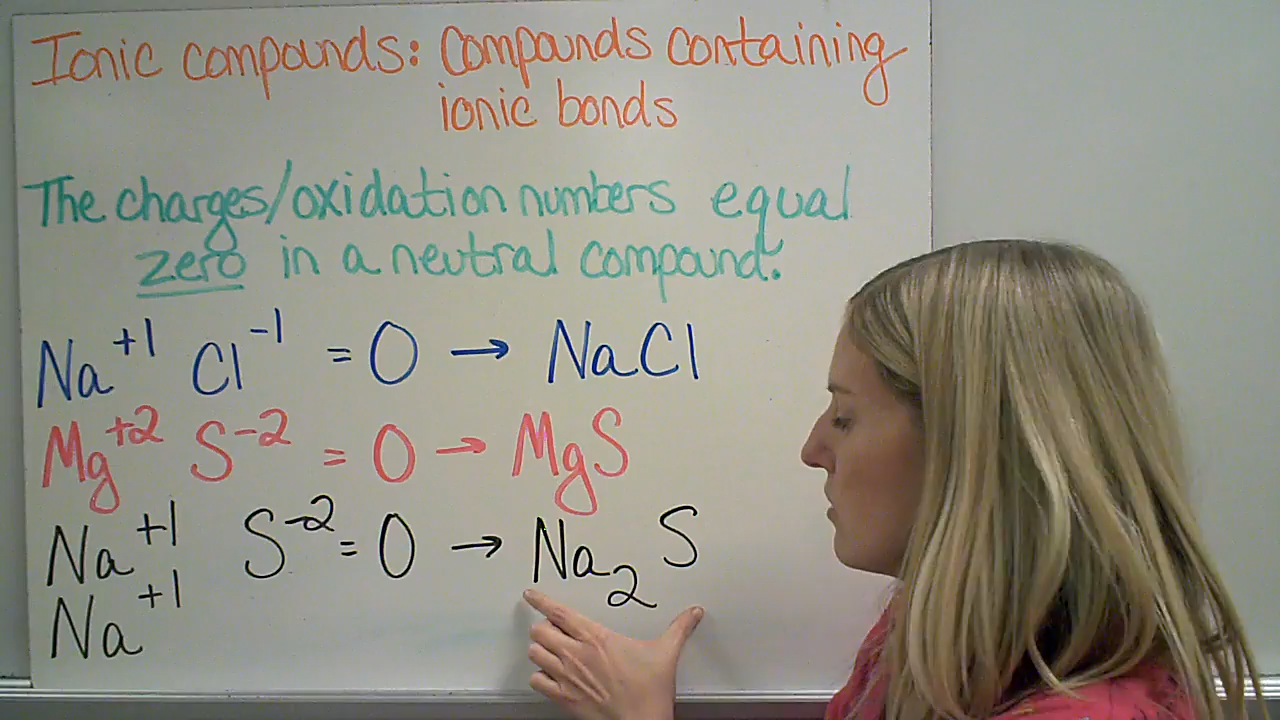 Ionic compounds: Compounds containing
ionic bonds
The charges/oxidation numbers equal
zero in a neutral compound.
Na⁺¹ Cl⁻¹ = 0 → NaCl
Mg⁺² S⁻² = 0 → MgS
Na⁺¹ S⁻² = 0 → Na₂ S
Na⁺¹